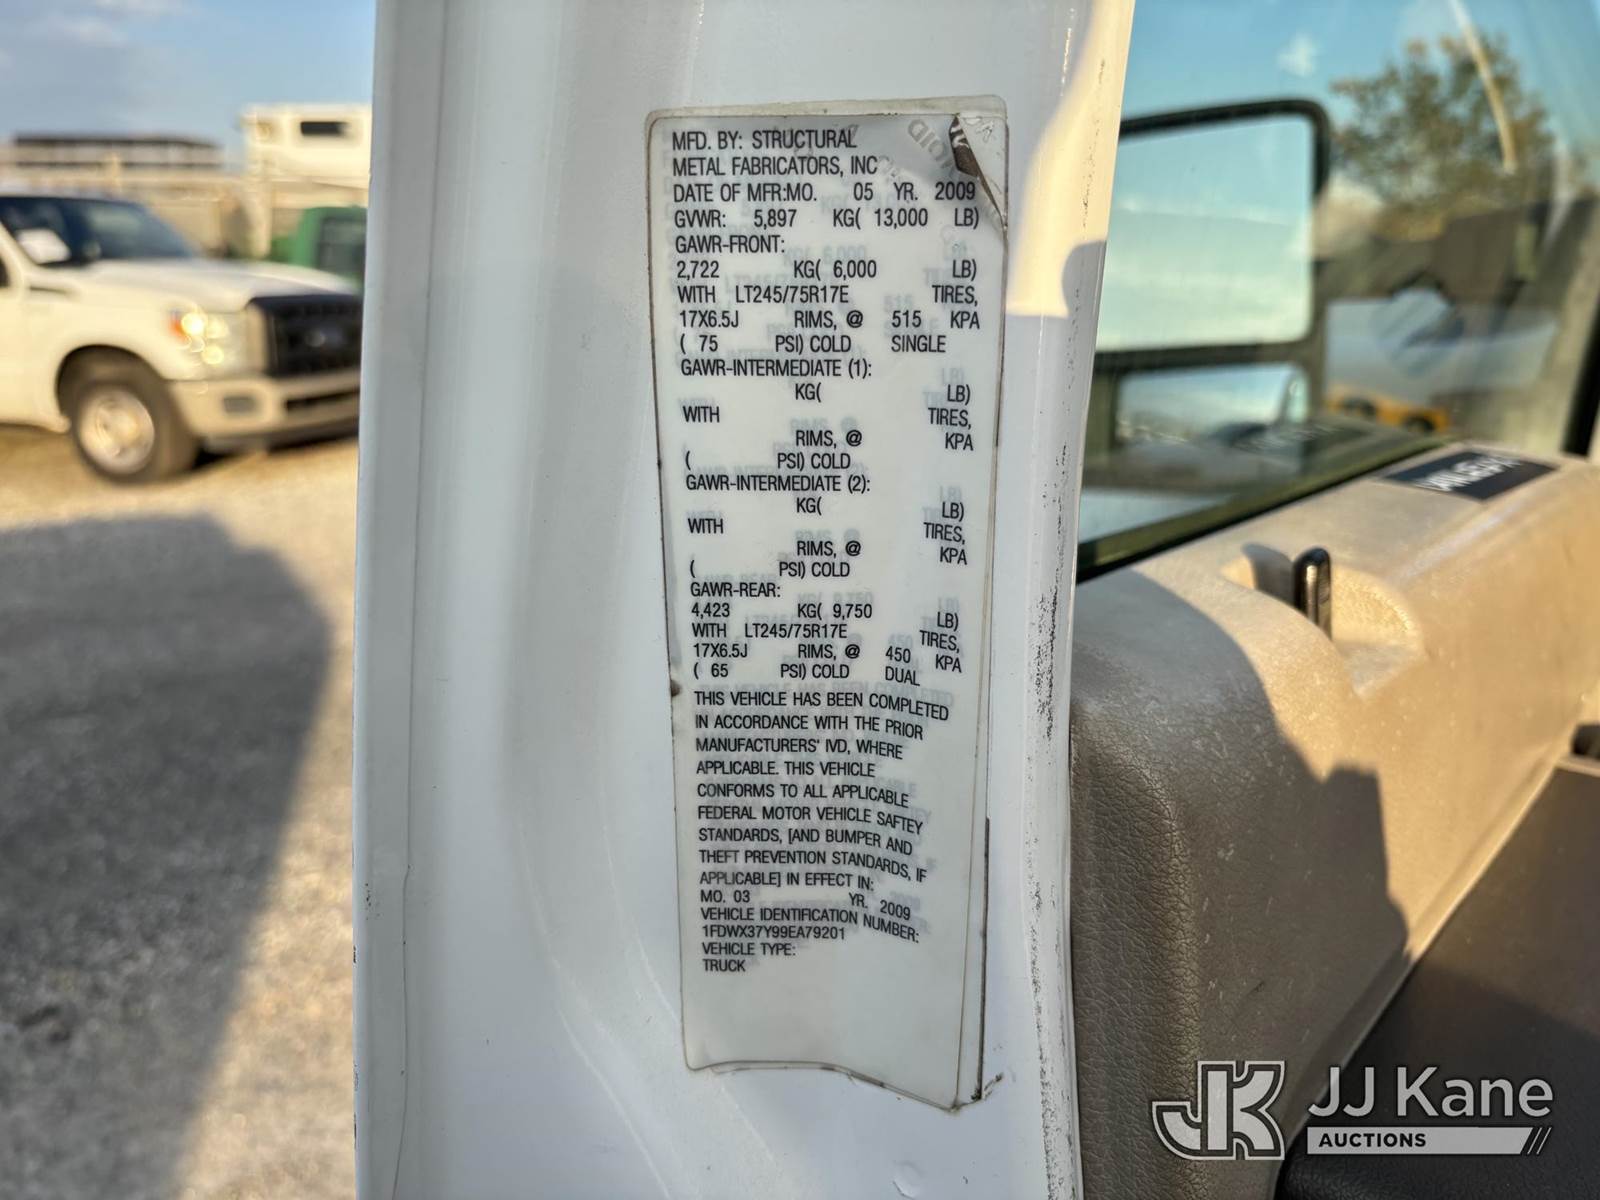 MFD. BY: STRUCTURAL
METAL FABRICATORS, INC
DATE OF MFR:MO. 05 YR. 2009
GVWR: 5,897 KG( 13,000 LB)
GAWR-FRONT:
2,722 KG( 6,000 LB)
WITH LT245/75R17E TIRES,
17X6.5J RIMS, @ 515 KPA
( 75 PSI) COLD SINGLE
GAWR-INTERMEDIATE (1):
KG( LB)
WITH TIRES,
RIMS, @ KPA
( PSI) COLD
GAWR-INTERMEDIATE (2):
KG( LB)
WITH TIRES,
RIMS, @ KPA
( PSI) COLD
GAWR-REAR:
4,423 KG( 9,750 LB)
WITH LT245/75R17E TIRES,
17X6.5J RIMS, @ 450 KPA
( 65 PSI) COLD DUAL
THIS VEHICLE HAS BEEN COMPLETED
IN ACCORDANCE WITH THE PRIOR
MANUFACTURERS' IVD, WHERE
APPLICABLE. THIS VEHICLE
CONFORMS TO ALL APPLICABLE
FEDERAL MOTOR VEHICLE SAFTEY
STANDARDS, [AND BUMPER AND
THEFT PREVENTION STANDARDS, IF
APPLICABLE] IN EFFECT IN:
MO. 03 YR. 2009
VEHICLE IDENTIFICATION NUMBER:
1FDWX37Y99EA79201
VEHICLE TYPE:
TRUCK
JK JJ Kane
AUCTIONS